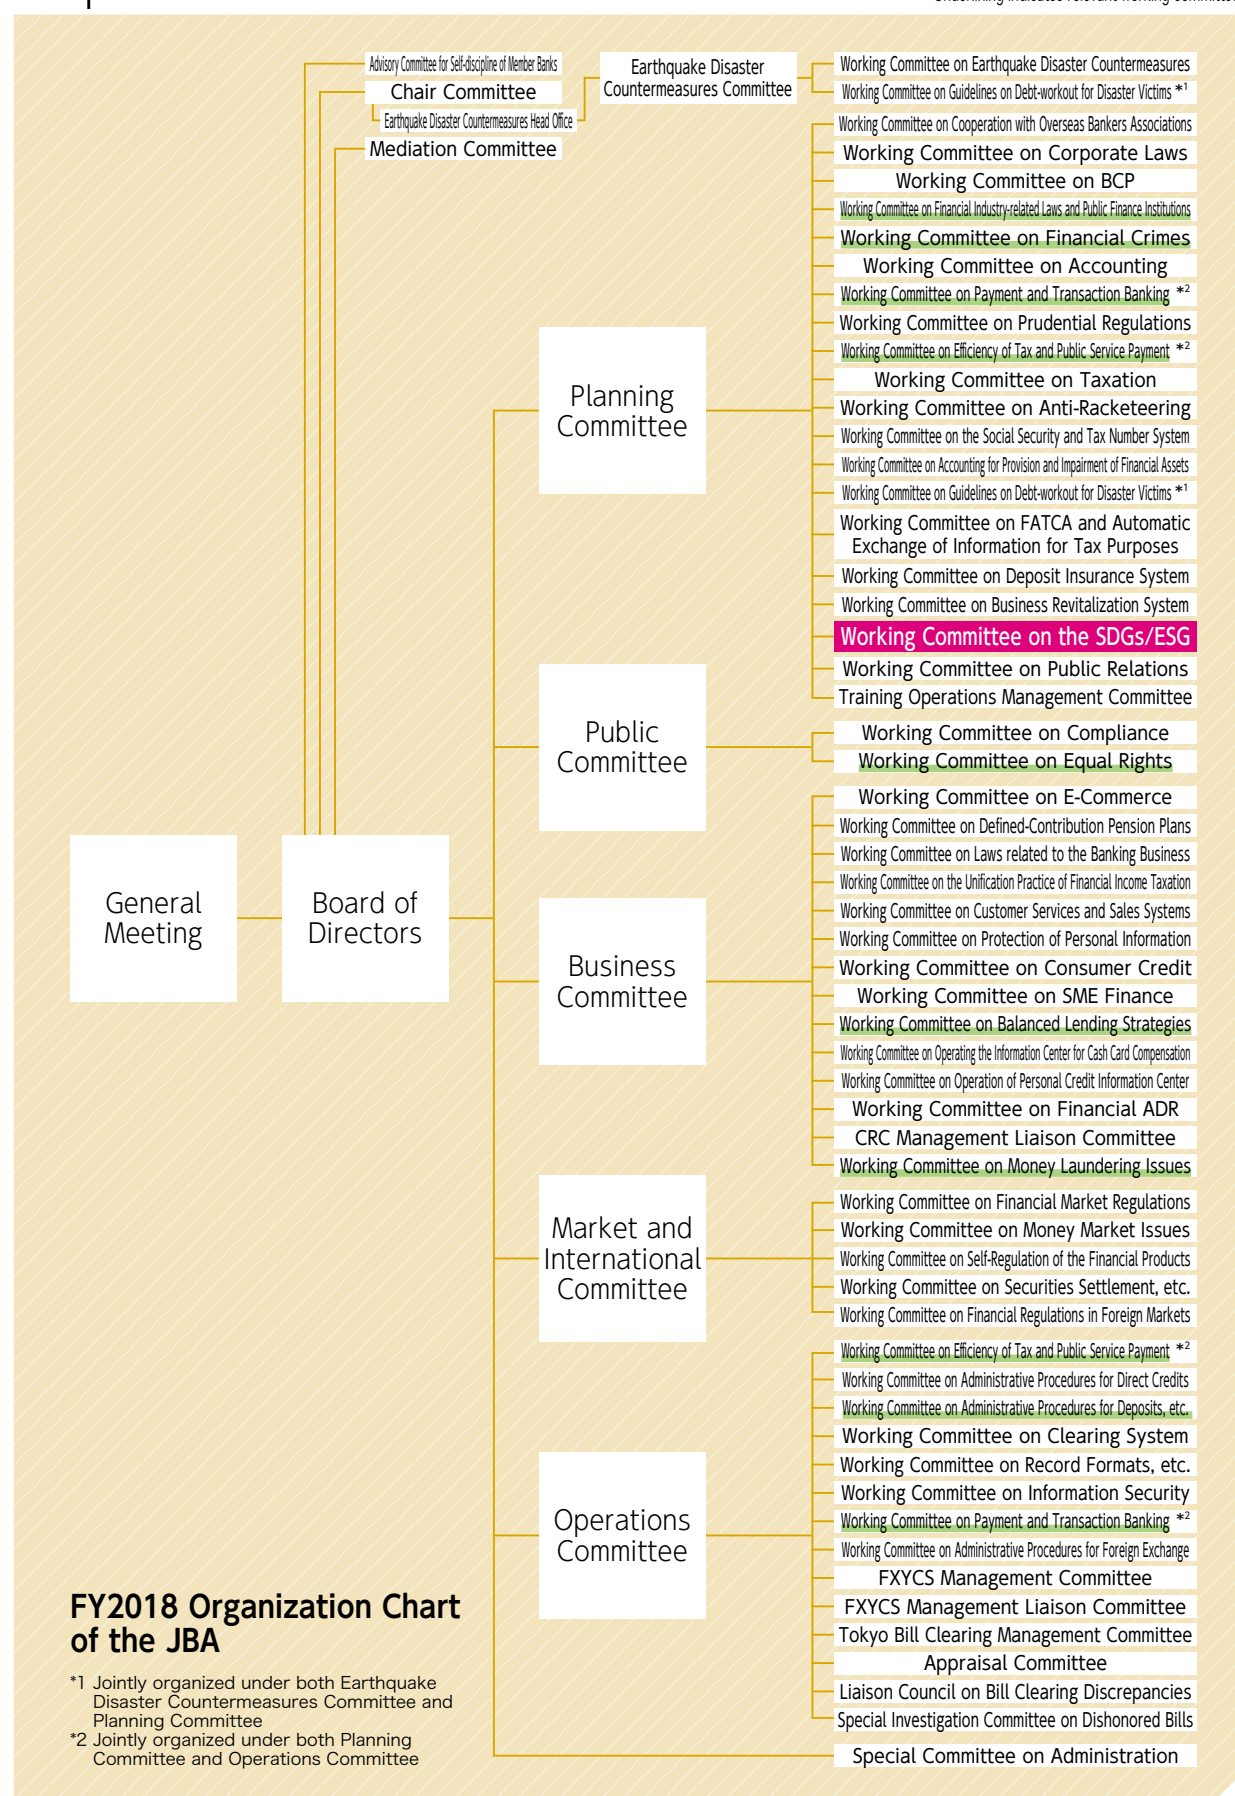 Underlining indicates relevant working committees
Advisory Committee for Self-discipline of Member Banks
Chair Committee
Earthquake Disaster Countermeasures Head Office
Mediation Committee
Earthquake Disaster
Countermeasures Committee
Working Committee on Earthquake Disaster Countermeasures
Working Committee on Guidelines on Debt-workout for Disaster Victims *1
Working Committee on Cooperation with Overseas Bankers Associations
Working Committee on Corporate Laws
Working Committee on BCP
Working Committee on Financial Industry-related Laws and Public Finance Institutions
Working Committee on Financial Crimes
Working Committee on Accounting
Working Committee on Payment and Transaction Banking *2
Working Committee on Prudential Regulations
Working Committee on Efficiency of Tax and Public Service Payment *2
Working Committee on Taxation
Working Committee on Anti-Racketeering
Working Committee on the Social Security and Tax Number System
Working Committee on Accounting for Provision and Impairment of Financial Assets
Working Committee on Guidelines on Debt-workout for Disaster Victims *1
Working Committee on FATCA and Automatic
Exchange of Information for Tax Purposes
Working Committee on Deposit Insurance System
Working Committee on Business Revitalization System
Working Committee on the SDGs/ESG
Working Committee on Public Relations
Training Operations Management Committee
Planning
Committee
Public
Committee
Working Committee on Compliance
Working Committee on Equal Rights
General
Meeting
Board of
Directors
Business
Committee
Working Committee on E-Commerce
Working Committee on Defined-Contribution Pension Plans
Working Committee on Laws related to the Banking Business
Working Committee on the Unification Practice of Financial Income Taxation
Working Committee on Customer Services and Sales Systems
Working Committee on Protection of Personal Information
Working Committee on Consumer Credit
Working Committee on SME Finance
Working Committee on Balanced Lending Strategies
Working Committee on Operating the Information Center for Cash Card Compensation
Working Committee on Operation of Personal Credit Information Center
Working Committee on Financial ADR
CRC Management Liaison Committee
Working Committee on Money Laundering Issues
Market and
International
Committee
Working Committee on Financial Market Regulations
Working Committee on Money Market Issues
Working Committee on Self-Regulation of the Financial Products
Working Committee on Securities Settlement, etc.
Working Committee on Financial Regulations in Foreign Markets
Operations
Committee
Working Committee on Efficiency of Tax and Public Service Payment *2
Working Committee on Administrative Procedures for Direct Credits
Working Committee on Administrative Procedures for Deposits, etc.
Working Committee on Clearing System
Working Committee on Record Formats, etc.
Working Committee on Information Security
Working Committee on Payment and Transaction Banking *2
Working Committee on Administrative Procedures for Foreign Exchange
FXYCS Management Committee
FXYCS Management Liaison Committee
Tokyo Bill Clearing Management Committee
Appraisal Committee
Liaison Council on Bill Clearing Discrepancies
Special Investigation Committee on Dishonored Bills
Special Committee on Administration
FY2018 Organization Chart
of the JBA
*1 Jointly organized under both Earthquake
Disaster Countermeasures Committee and
Planning Committee
*2 Jointly organized under both Planning
Committee and Operations Committee